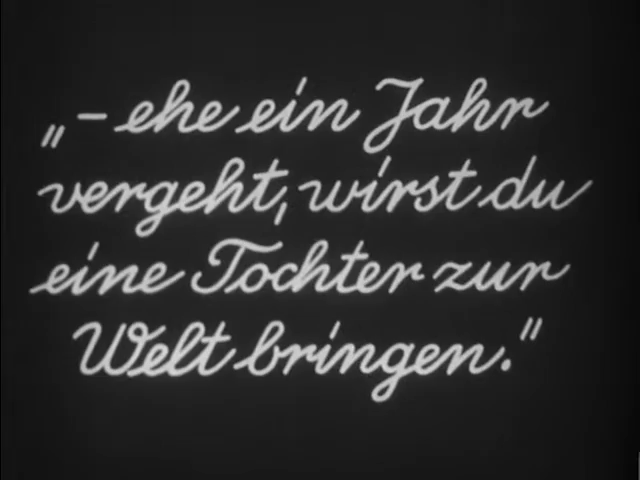 „– ehe ein Jahr
vergeht, wirst du
eine Tochter zur
Welt bringen."